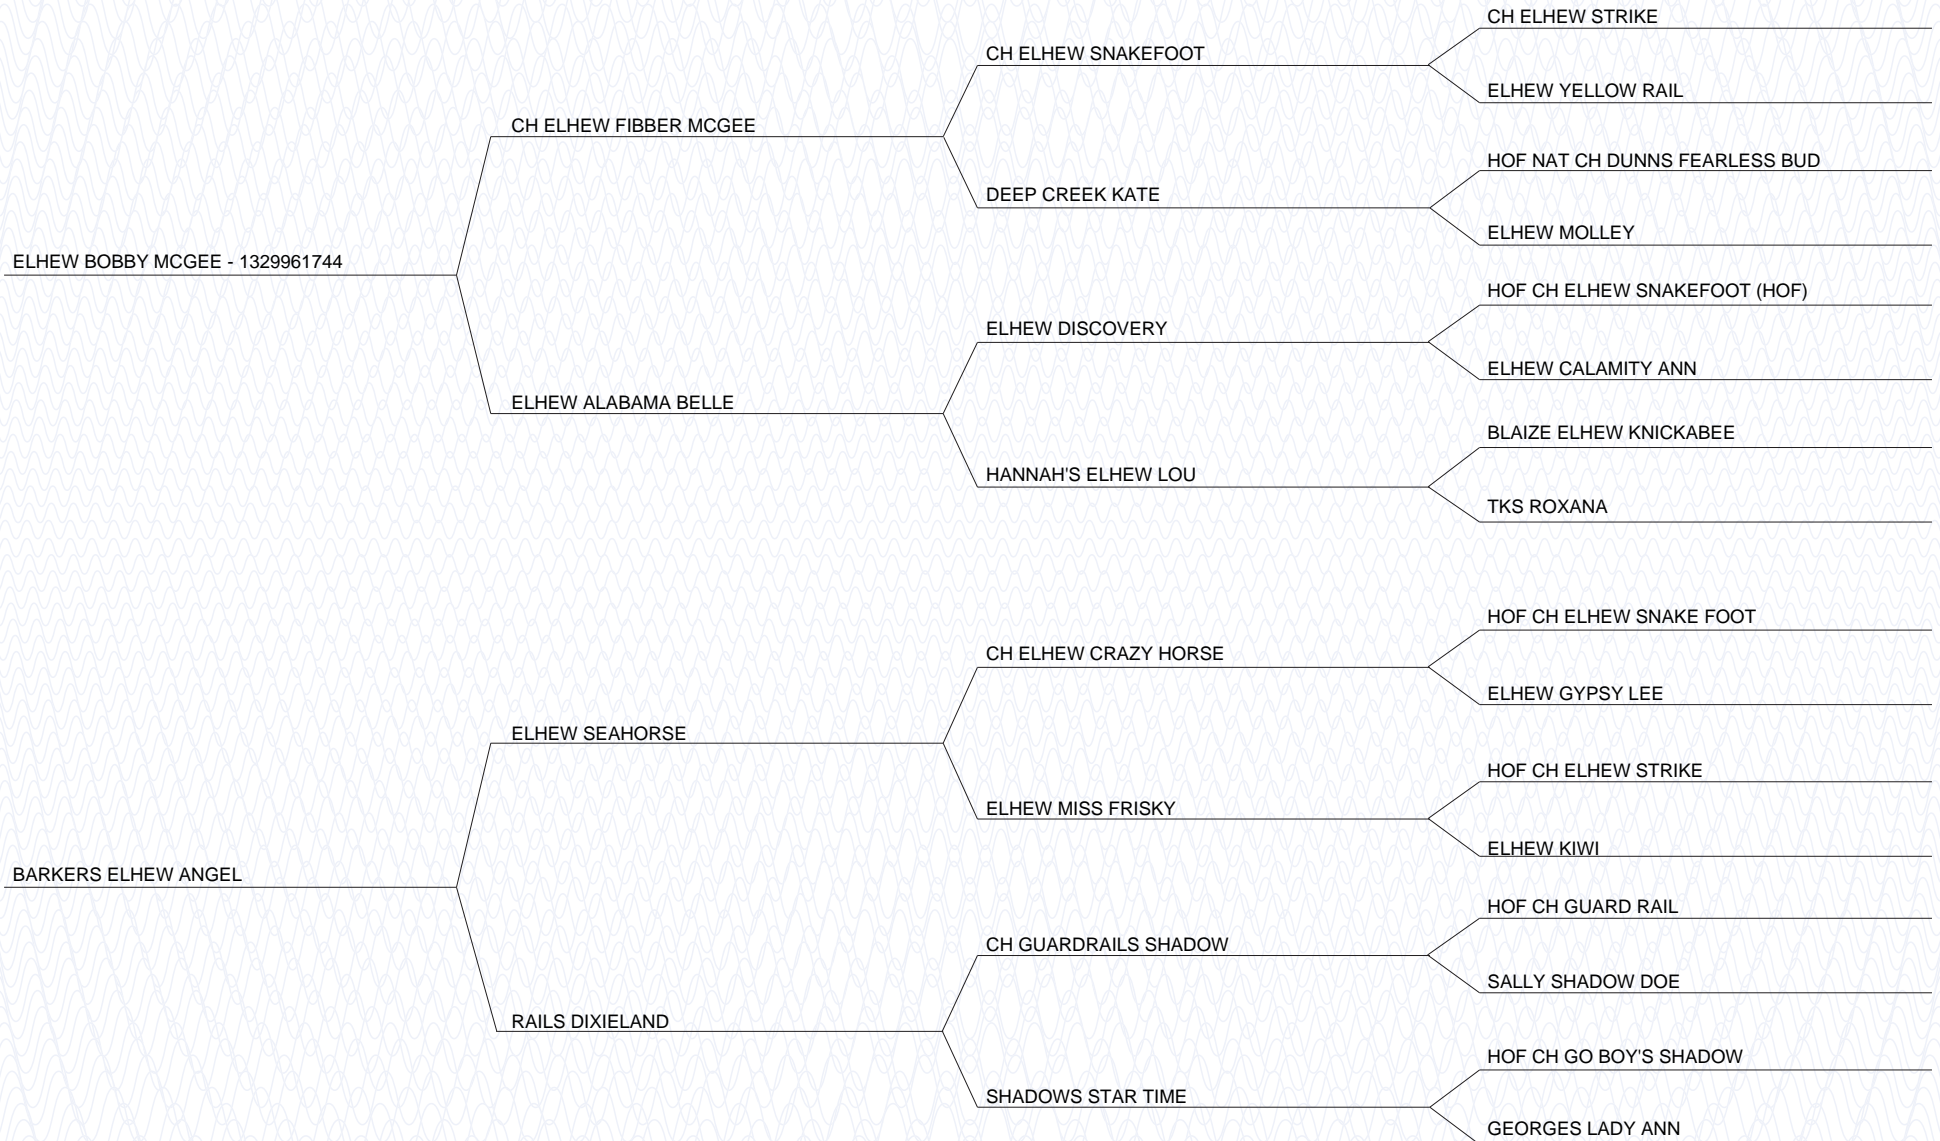 CH ELHEW STRIKE
CH ELHEW SNAKEFOOT
ELHEW YELLOW RAIL
CH ELHEW FIBBER MCGEE
HOF NAT CH DUNNS FEARLESS BUD
DEEP CREEK KATE
ELHEW MOLLEY
ELHEW BOBBY MCGEE - 1329961744
HOF CH ELHEW SNAKEFOOT (HOF)
ELHEW DISCOVERY
ELHEW CALAMITY ANN
ELHEW ALABAMA BELLE
BLAIZE ELHEW KNICKABEE
HANNAH'S ELHEW LOU
TKS ROXANA
HOF CH ELHEW SNAKE FOOT
CH ELHEW CRAZY HORSE
ELHEW GYPSY LEE
ELHEW SEAHORSE
HOF CH ELHEW STRIKE
ELHEW MISS FRISKY
ELHEW KIWI
BARKERS ELHEW ANGEL
HOF CH GUARD RAIL
CH GUARDRAILS SHADOW
SALLY SHADOW DOE
RAILS DIXIELAND
HOF CH GO BOY'S SHADOW
SHADOWS STAR TIME
GEORGES LADY ANN